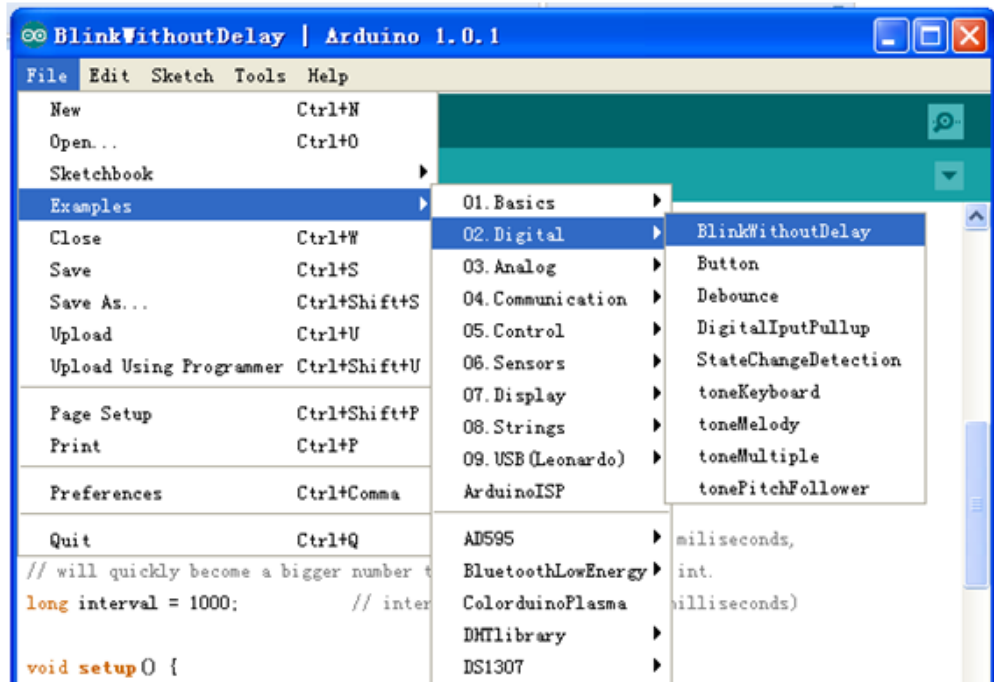 BlinkWithoutDelay | Arduino 1.0.1
File Edit Sketch Tools Help
New Ctrl+N
Open... Ctrl+O
Sketchbook
Examples
Close Ctrl+W
Save Ctrl+S
Save As... Ctrl+Shift+S
Upload Ctrl+U
Upload Using Programmer Ctrl+Shift+U
Page Setup Ctrl+Shift+P
Print Ctrl+P
Preferences Ctrl+Comma
Quit Ctrl+Q
01.Basics
02.Digital
03.Analog
04.Communication
05.Control
06.Sensors
07.Display
08.Strings
09.USB(Leonardo)
ArduinoISP
AD595
BluetoothLowEnergy
ColorduinoPlasma
DHTlibrary
DS1307
BlinkWithoutDelay
Button
Debounce
DigitalIputPullup
StateChangeDetection
toneKeyboard
toneMelody
toneMultiple
tonePitchFollower
miliseconds,
// will quickly become a bigger number t int.
long interval = 1000; // inter illiseconds)
void setup() {